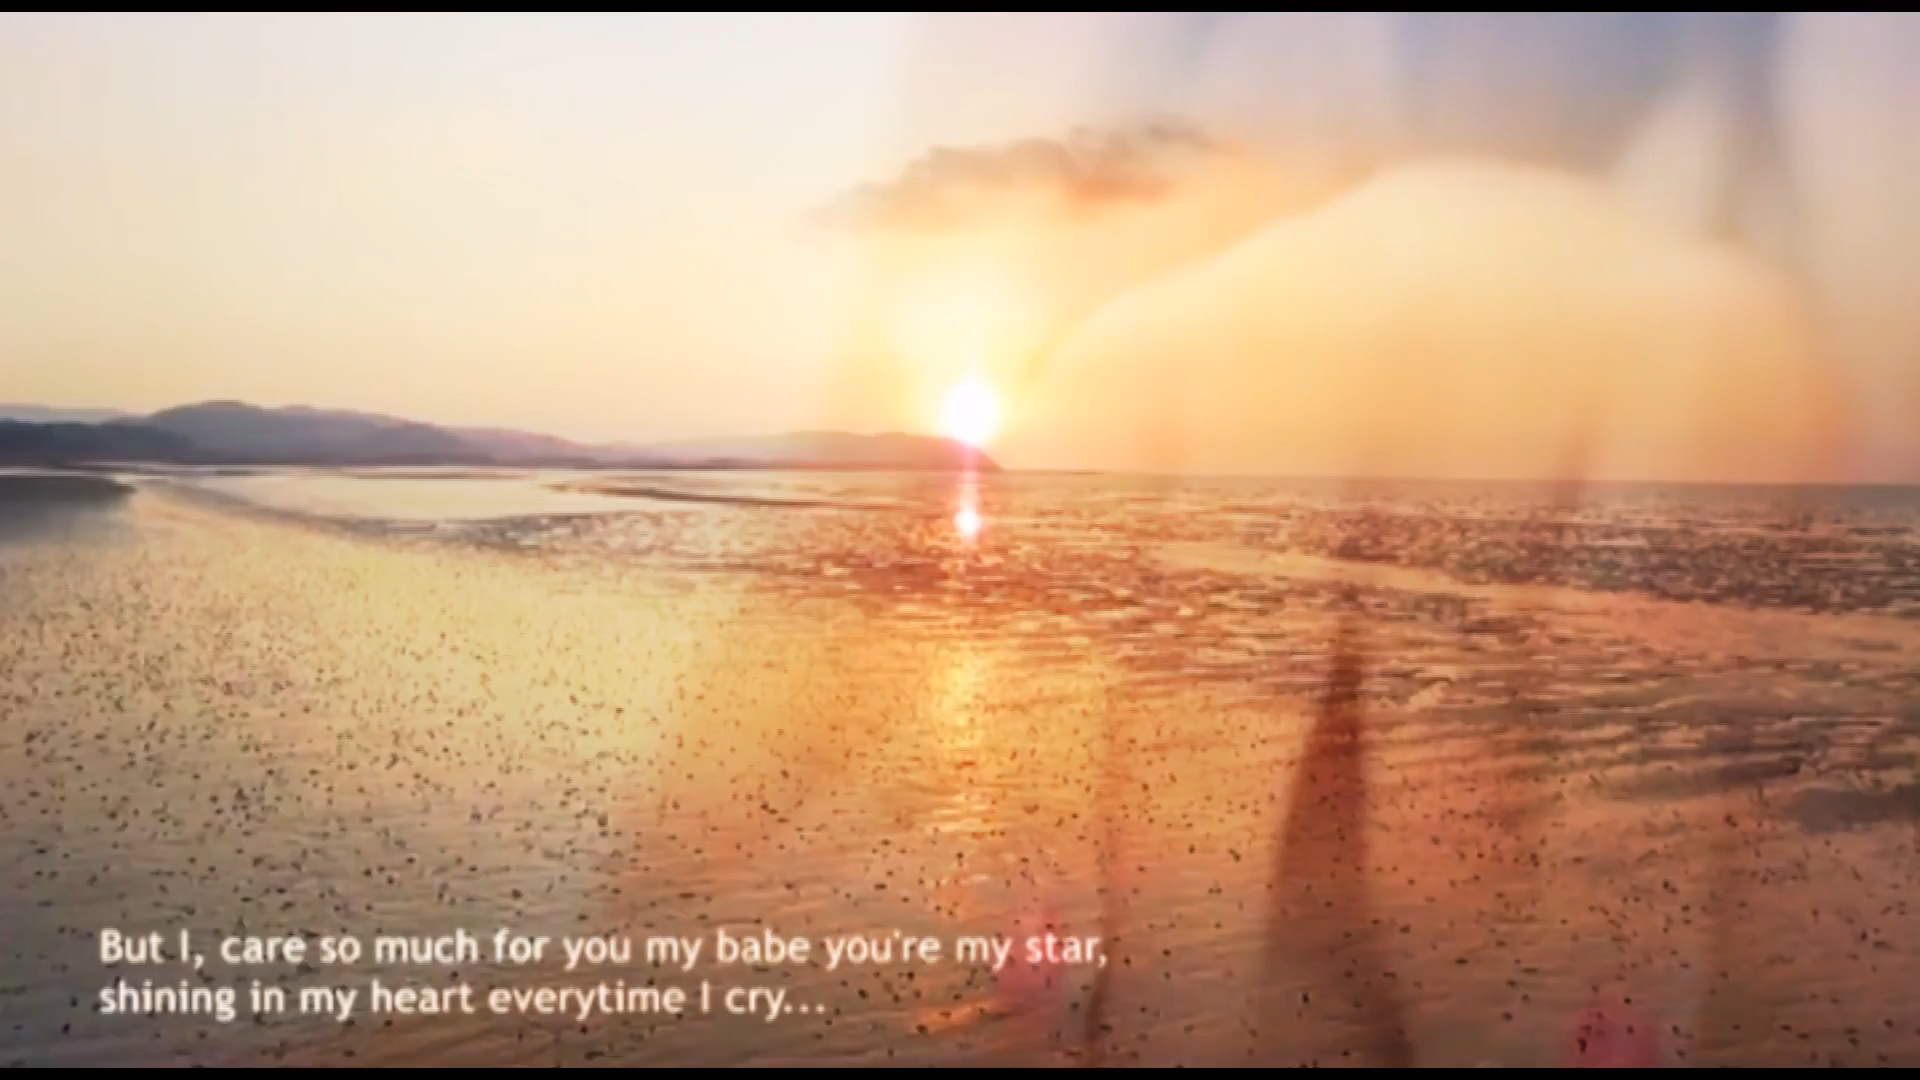 But I, care so much for you my babe you're my star,
shining in my heart everytime I cry...